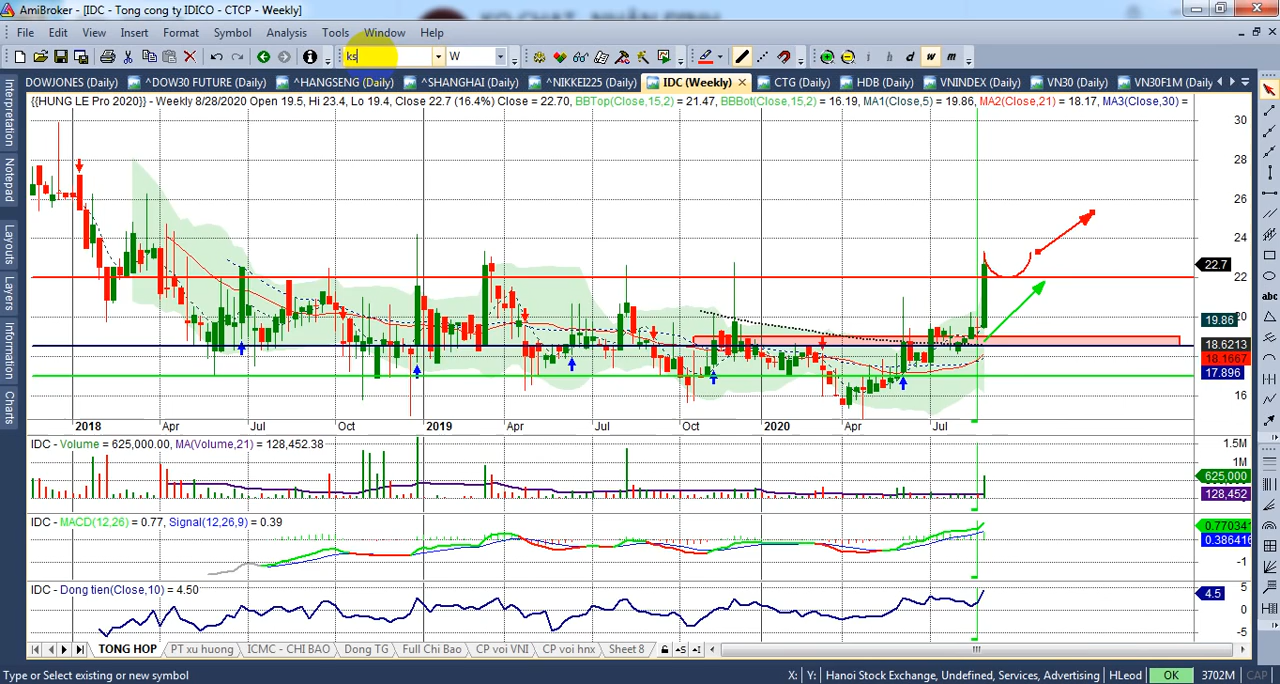 AmiBroker - [IDC - Tong cong ty IDICO - CTCP - Weekly]
File Edit View Insert Format Symbol Analysis Tools Window Help
ks W i h d w m
DOWJONES (Daily) ^DOW30 FUTURE (Daily) ^HANGSENG (Daily) ^SHANGHAI (Daily) ^NIKKEI225 (Daily) IDC (Weekly) CTG (Daily) HDB (Daily) VNINDEX (Daily) VN30 (Daily) VN30F1M (Daily)
{{HUNG LE Pro 2020}} - Weekly 8/28/2020 Open 19.5, Hi 23.4, Lo 19.4, Close 22.7 (16.4%) Close = 22.70, BBTop(Close,15,2) = 21.47, BBBot(Close,15,2) = 16.19, MA1(Close,5) = 19.86, MA2(Close,21) = 18.17, MA3(Close,30) =
Interpretation
Notepad
Layouts
Layers
Information
Charts
abc
30
28
26
24
22.7
22
20
19.86
18.6213
18.1667
17.896
16
2018 Apr Jul Oct 2019 Apr Jul Oct 2020 Apr Jul
IDC - Volume = 625,000.00, MA(Volume,21) = 128,452.38
1.5M
1M
625,000
128,452
IDC - MACD(12,26) = 0.77, Signal(12,26,9) = 0.39
0.770341
0.386416
-1
IDC - Dong tien(Close,10) = 4.50
5
4.5
0
-5
TONG HOP PT xu huong ICMC - CHI BAO Dong TG Full Chi Bao CP voi VNI CP voi hnx Sheet 8
Type or Select existing or new symbol X: Y: Hanoi Stock Exchange, Undefined, Services, Advertising HLeod OK 3702M CAP